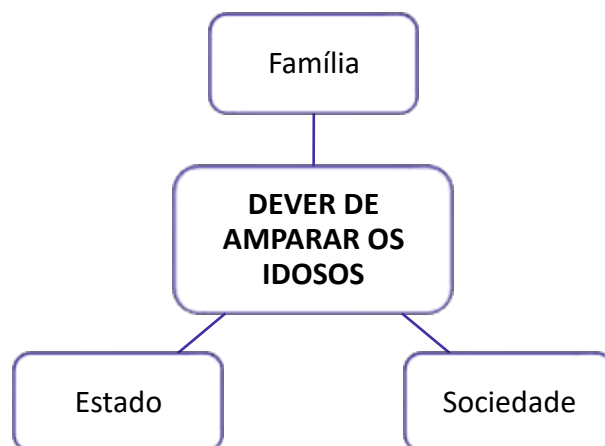 Família
DEVER DE
AMPARAR OS
IDOSOS
Estado
Sociedade